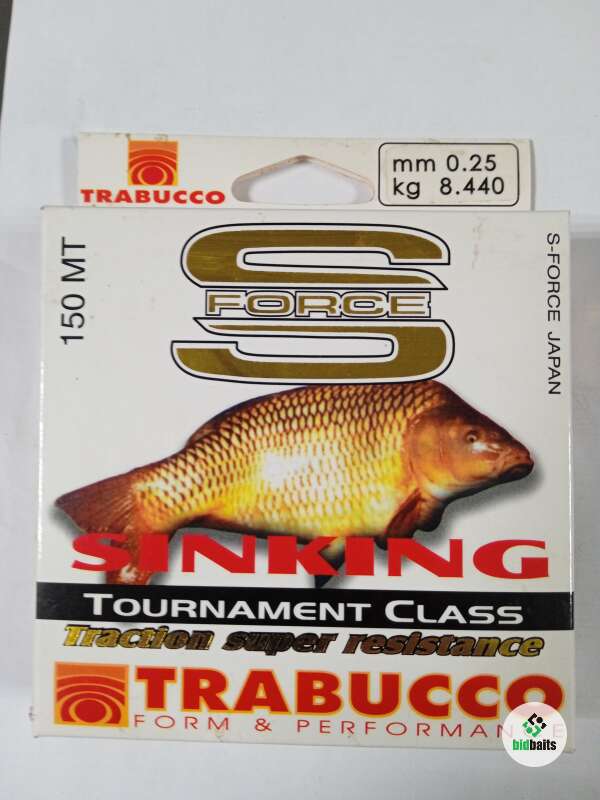 TRABUCCO
mm 0.25
kg 8.440
150 MT
S
FORCE
S-FORCE JAPAN
SINKING
TOURNAMENT CLASS
Traction super resistance
TRABUCCO
FORM & PERFORMANCE
bidbaits